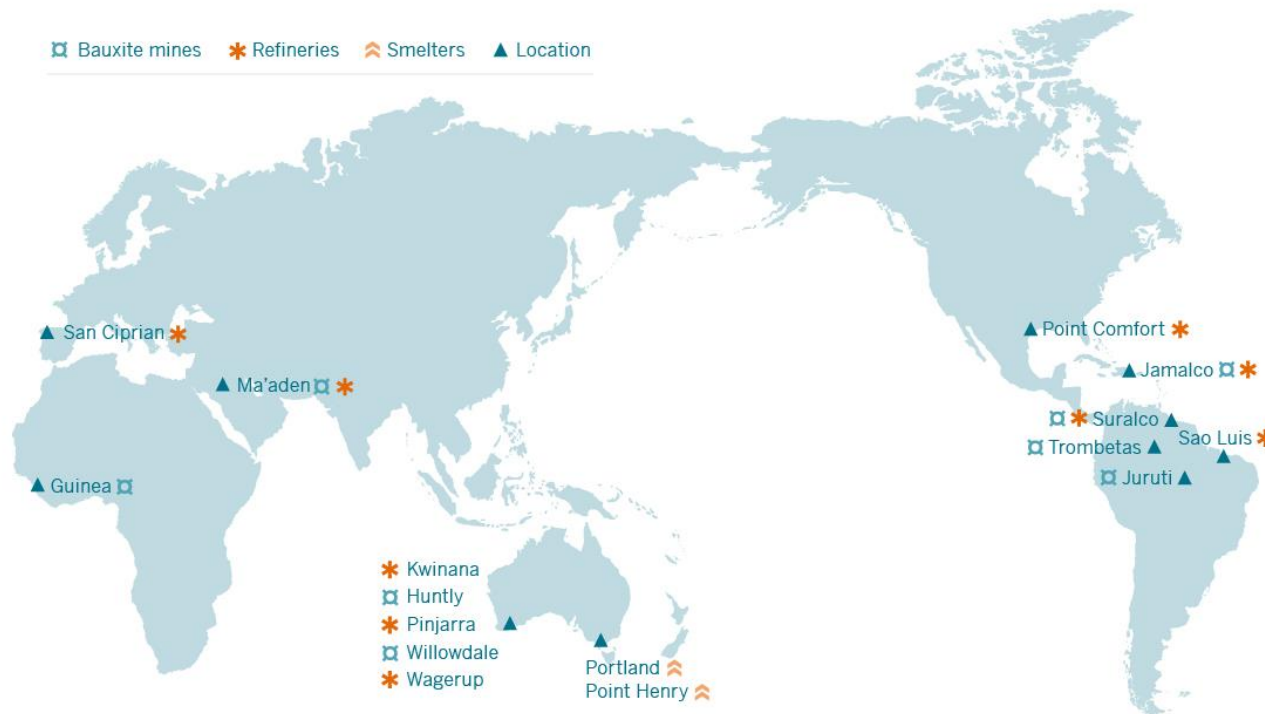 Bauxite mines Refineries Smelters Location
San Ciprian
Ma'aden
Guinea
Kwinana
Huntly
Pinjarra
Willowdale
Wagerup
Portland
Point Henry
Point Comfort
Jamalco
Suralco
Sao Luis
Trombetas
Juruti